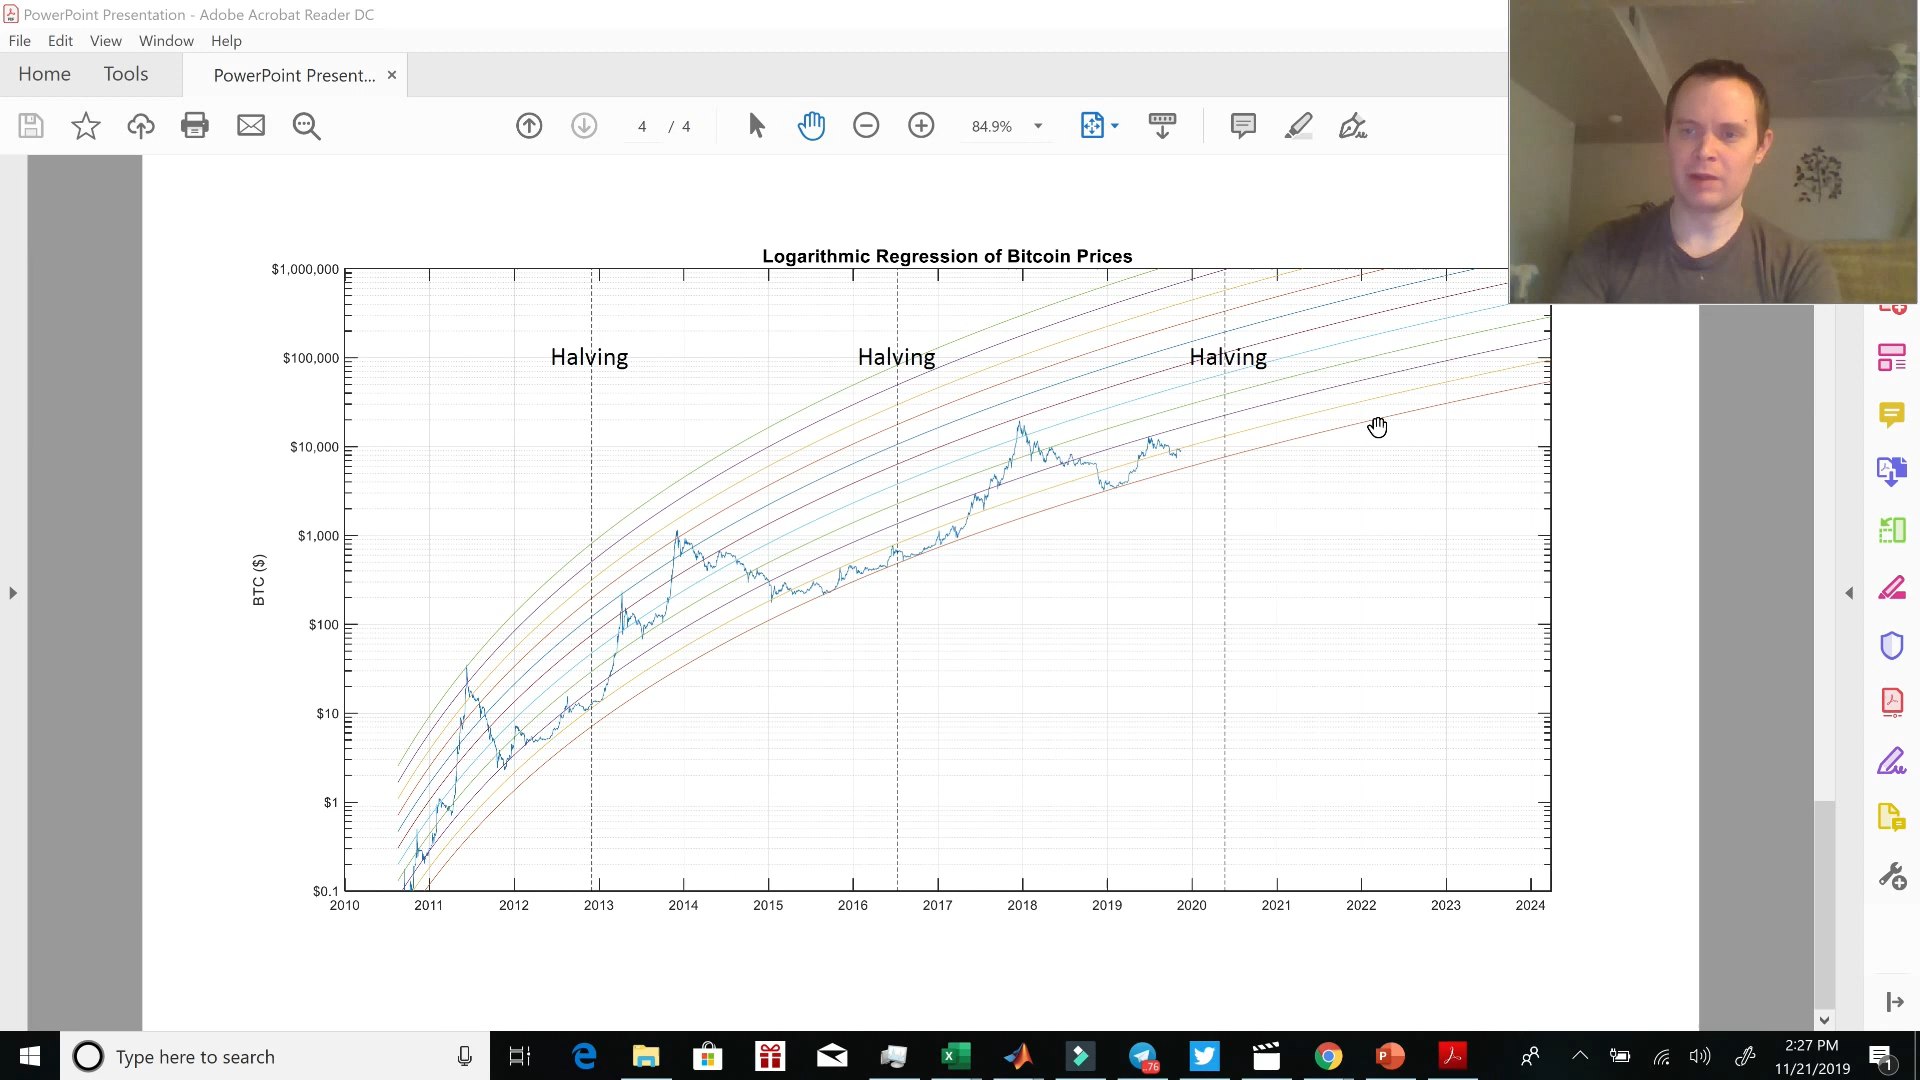 PowerPoint Presentation - Adobe Acrobat Reader DC
File Edit View Window Help
Home Tools PowerPoint Present... ×
4 / 4 84.9%
Logarithmic Regression of Bitcoin Prices
$1,000,000
$100,000
$10,000
$1,000
$100
$10
$1
$0.1
BTC ($)
Halving Halving Halving
2010 2011 2012 2013 2014 2015 2016 2017 2018 2019 2020 2021 2022 2023 2024
Type here to search
.76
2:27 PM
11/21/2019
1